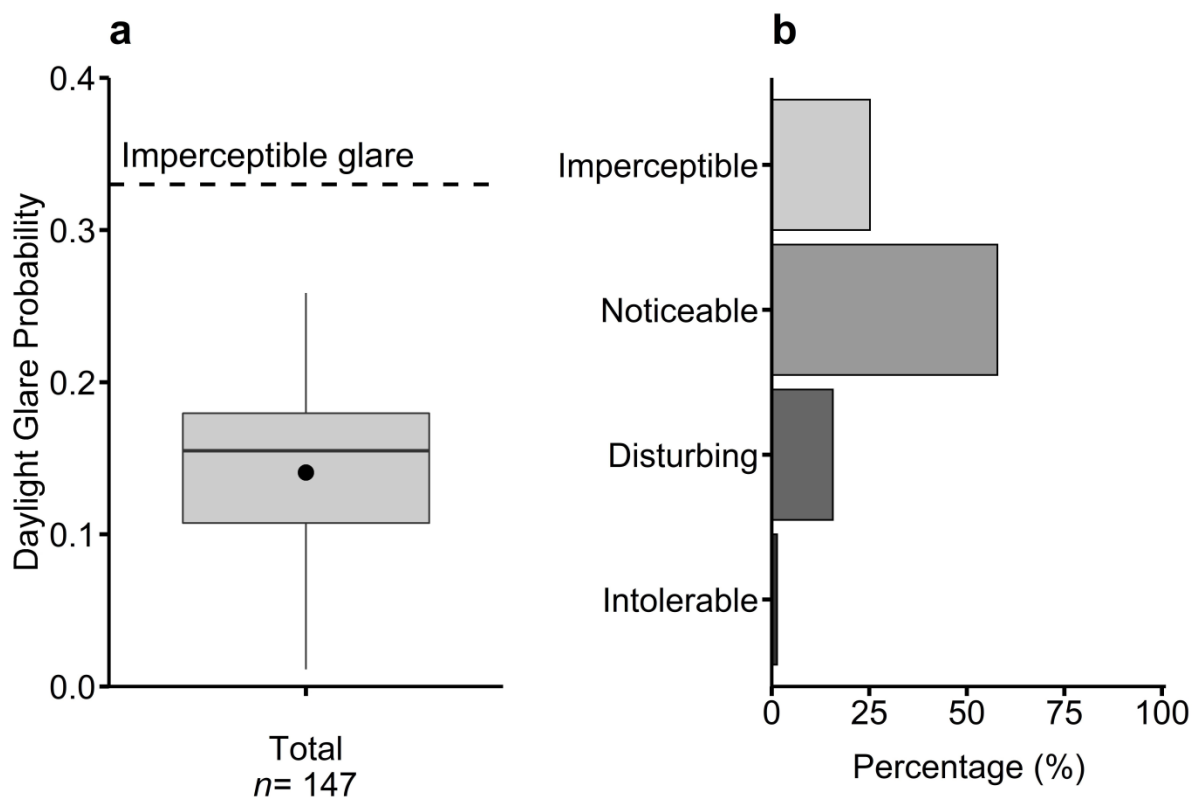 a
0.4
Imperceptible glare
0.3
0.2
0.1
0.0
Daylight Glare Probability
Total
n= 147
b
Imperceptible
Noticeable
Disturbing
Intolerable
0 25 50 75 100
Percentage (%)